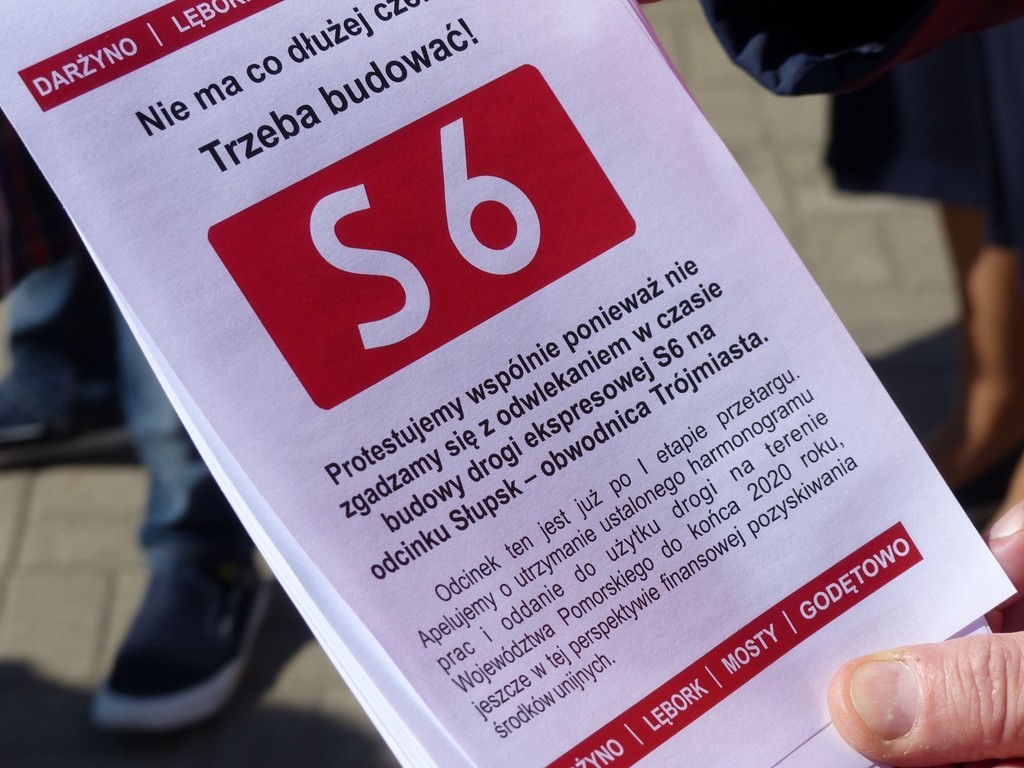 DARŻYNO | LĘBORK
Nie ma co dłużej
Trzeba budować!
S6
Protestujemy wspólnie ponieważ nie
zgadzamy się z odwlekaniem w czasie
budowy drogi ekspresowej S6 na
odcinku Słupsk – obwodnica Trójmiasta.
Odcinek ten jest już po I etapie przetargu.
Apelujemy o utrzymanie ustalonego harmonogramu
prac i oddanie do użytku drogi na terenie
Województwa Pomorskiego do końca 2020 roku,
jeszcze w tej perspektywie finansowej pozyskiwania
środków unijnych.
| LĘBORK | MOSTY | GODĘTOWO